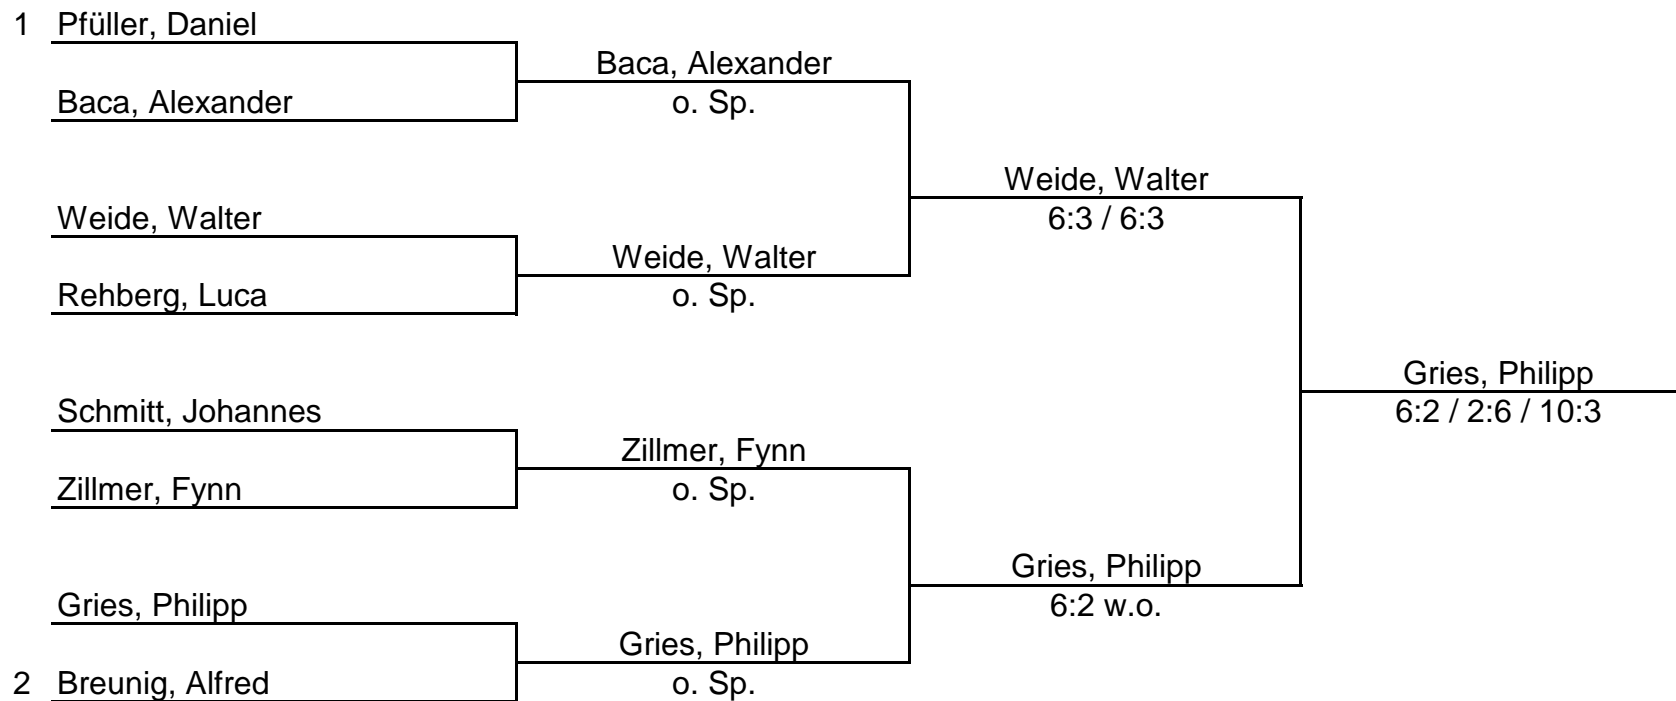 1 Pfüller, Daniel
Baca, Alexander
Baca, Alexander
o. Sp.
Weide, Walter
6:3 / 6:3
Weide, Walter
Weide, Walter
Rehberg, Luca
o. Sp.
Gries, Philipp
6:2 / 2:6 / 10:3
Schmitt, Johannes
Zillmer, Fynn
Zillmer, Fynn
o. Sp.
Gries, Philipp
6:2 w.o.
Gries, Philipp
Gries, Philipp
2 Breunig, Alfred
o. Sp.